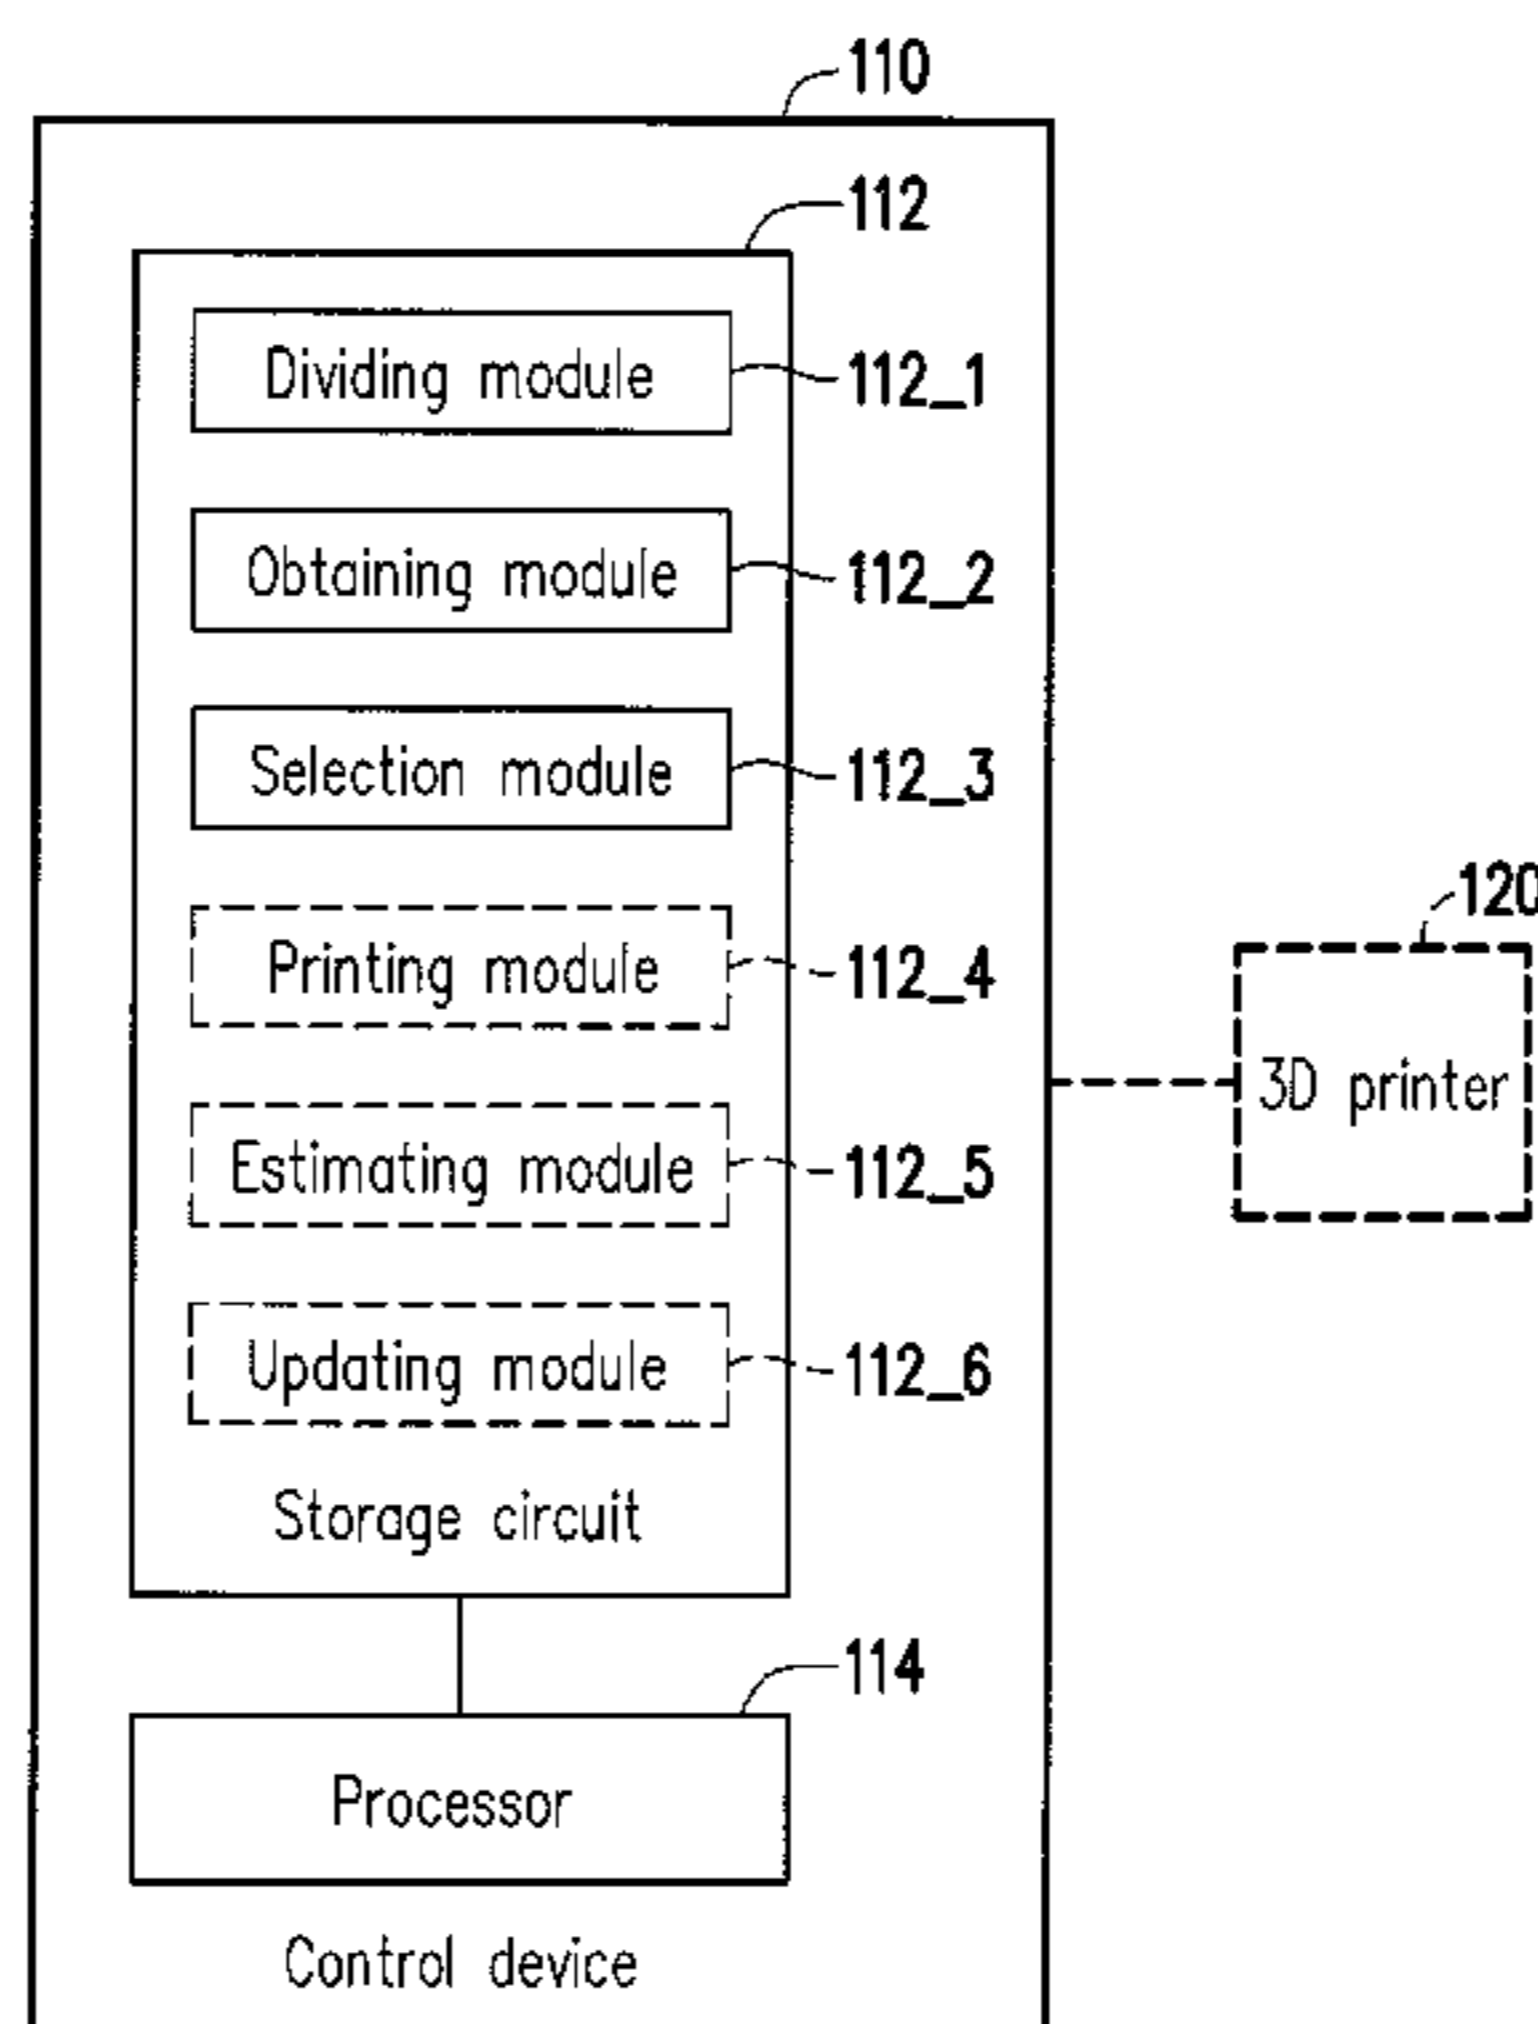 110
112
Dividing module
112_1
Obtaining module
112_2
Selection module
112_3
Printing module
112_4
Estimating module
112_5
Updating module
112_6
Storage circuit
114
Processor
Control device
120
3D printer